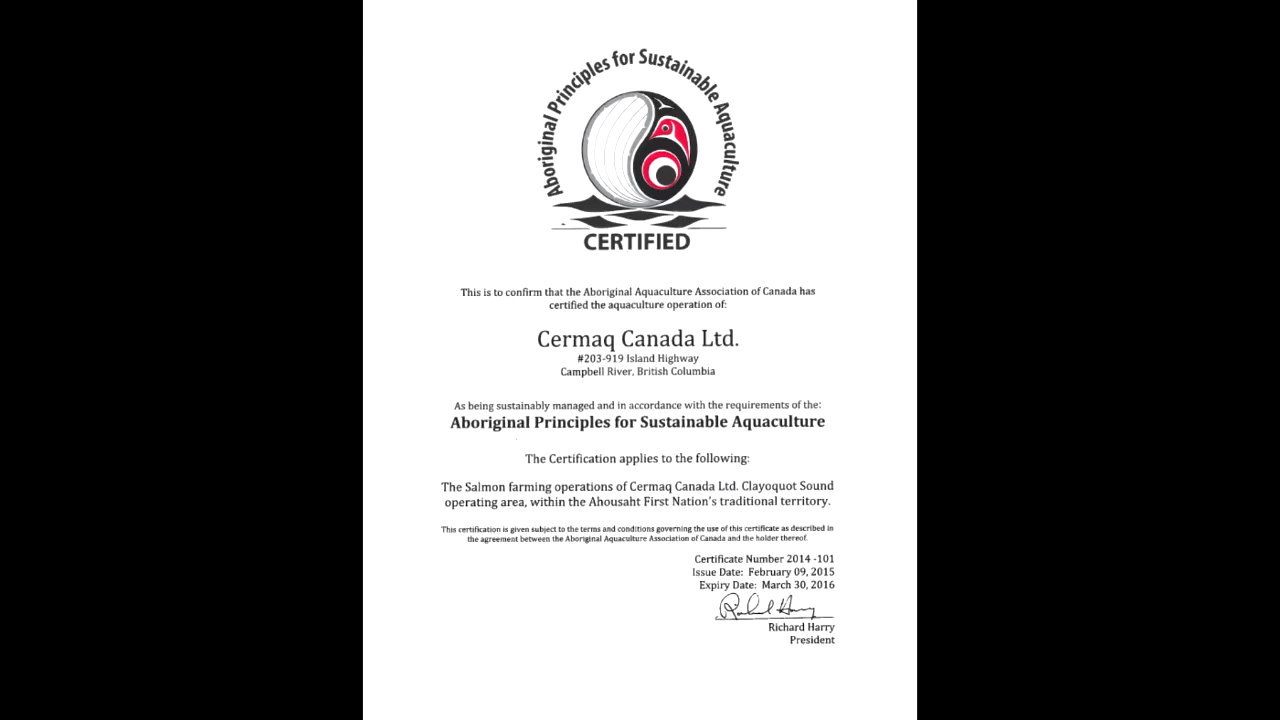 Aboriginal Principles for Sustainable Aquaculture
CERTIFIED
This is to confirm that the Aboriginal Aquaculture Association of Canada has
certified the aquaculture operation of:
Cermaq Canada Ltd.
#203-919 Island Highway
Campbell River, British Columbia
As being sustainably managed and in accordance with the requirements of the:
Aboriginal Principles for Sustainable Aquaculture
The Certification applies to the following:
The Salmon farming operations of Cermaq Canada Ltd. Clayoquot Sound
operating area, within the Ahousaht First Nation's traditional territory.
This certification is given subject to the terms and conditions governing the use of this certificate as described in
the agreement between the Aboriginal Aquaculture Association of Canada and the holder thereof.
Certificate Number 2014 -101
Issue Date: February 09, 2015
Expiry Date: March 30, 2016
Richard Harry
Richard Harry
President